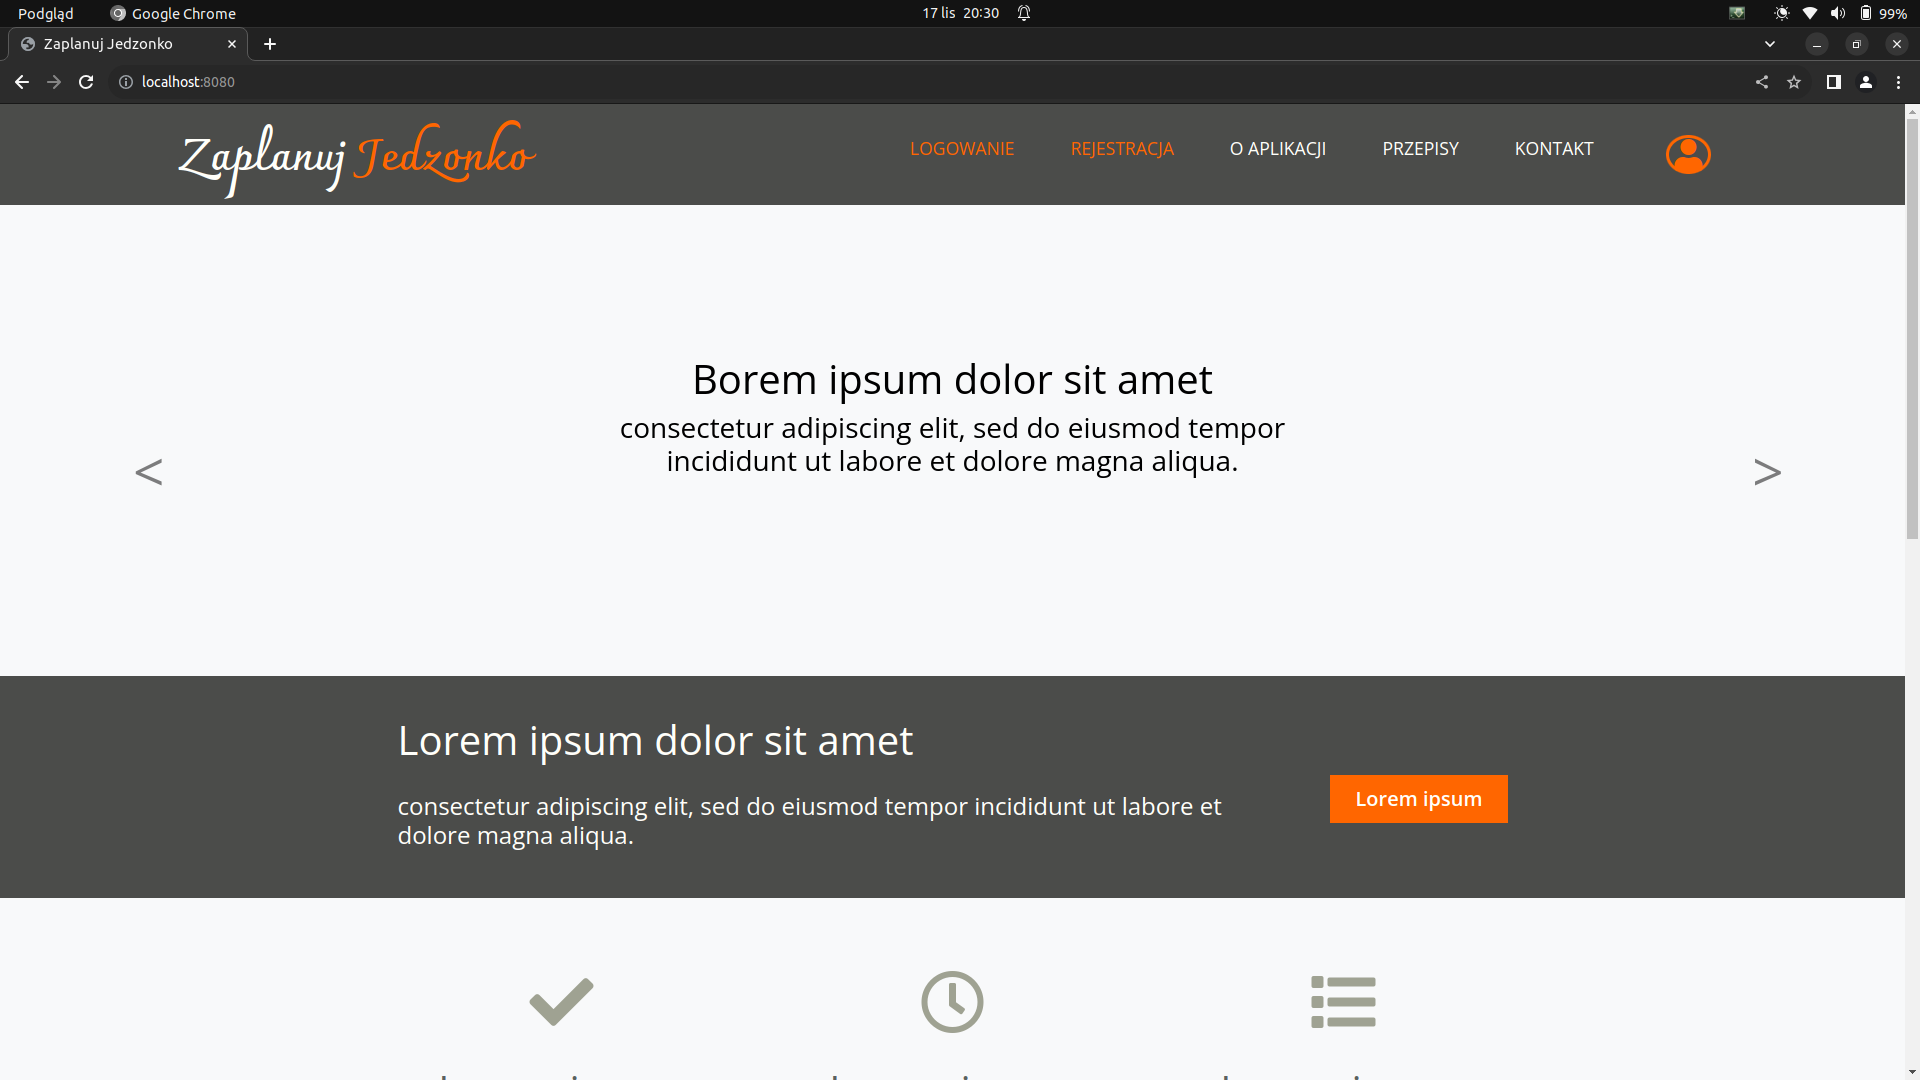 Podgląd
Google Chrome
17 lis 20:30
99%
Zaplanuj Jedzonko
localhost:8080
Zaplanuj Jedzonko
LOGOWANIE
REJESTRACJA
O APLIKACJI
PRZEPISY
KONTAKT
Borem ipsum dolor sit amet
consectetur adipiscing elit, sed do eiusmod tempor
incididunt ut labore et dolore magna aliqua.
<
>
Lorem ipsum dolor sit amet
consectetur adipiscing elit, sed do eiusmod tempor incididunt ut labore et
dolore magna aliqua.
Lorem ipsum